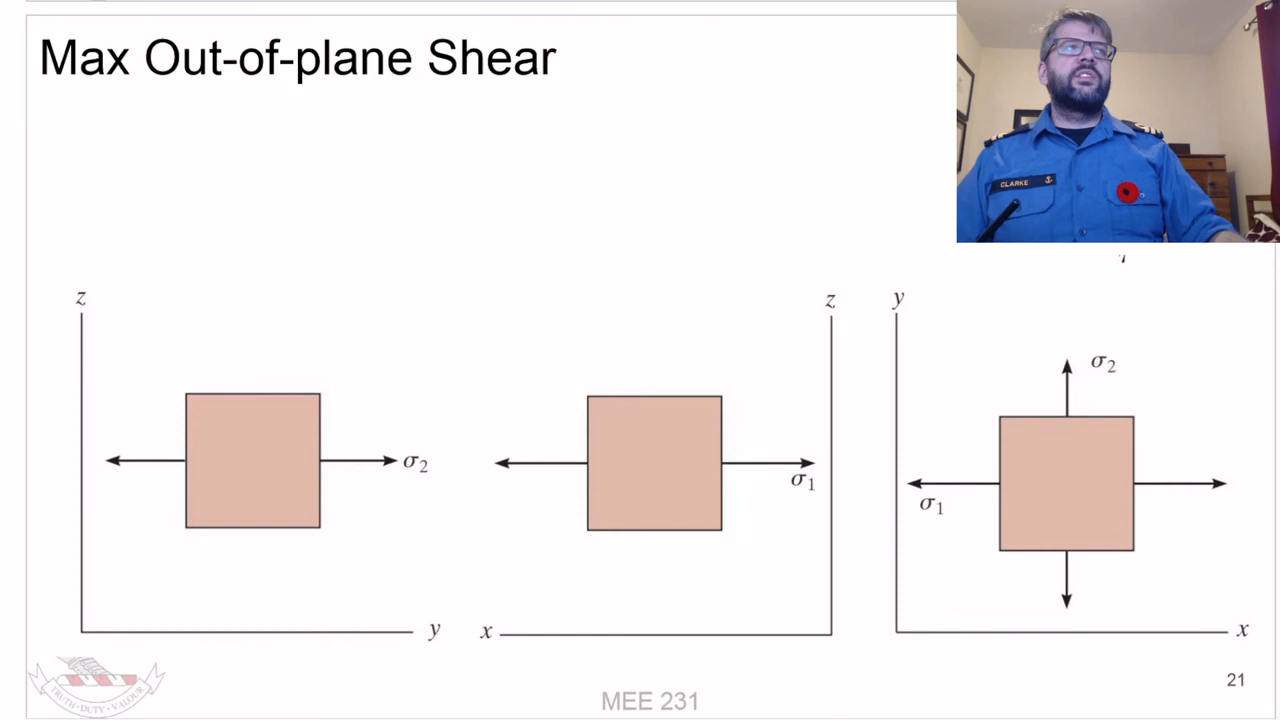 Max Out-of-plane Shear
CLARKE
z
σ2
y
z
σ1
x
y
σ2
σ1
x
TRUTH · DUTY · VALOUR
MEE 231
21